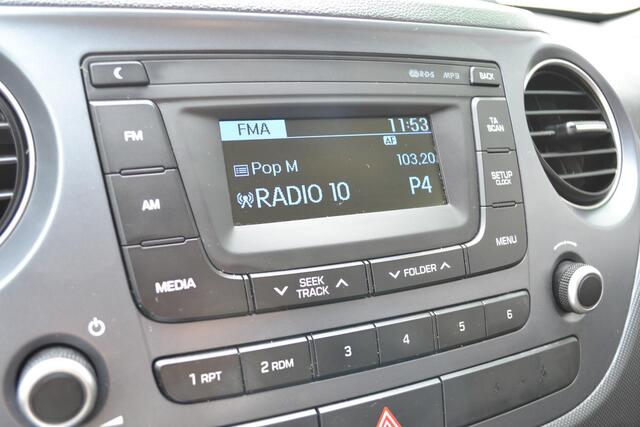 R·D·S MP3 BACK
FMA 11:53
AF
Pop M 103,20
RADIO 10 P4
FM
AM
MEDIA
TA
SCAN
SETUP
CLOCK
MENU
SEEK
TRACK
FOLDER
1 RPT 2 RDM 3 4 5 6